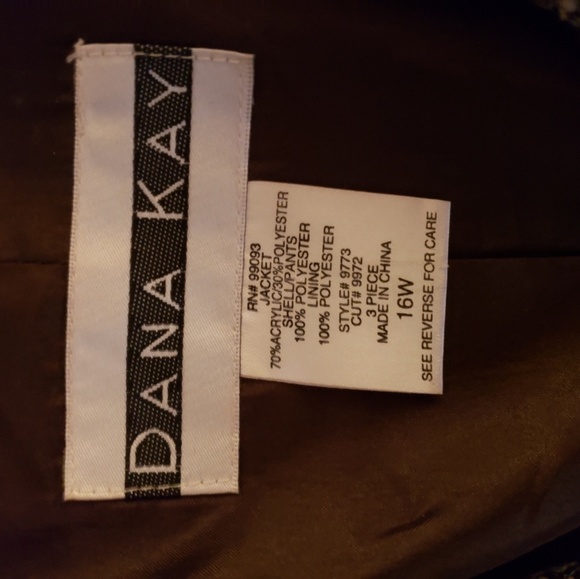 DANA KAY
RN# 99093
JACKET
70%ACRYLIC/30%POLYESTER
SHELL/PANTS
100% POLYESTER
LINING
100% POLYESTER
STYLE# 9773
CUT# 9972
3 PIECE
MADE IN CHINA
16W
SEE REVERSE FOR CARE